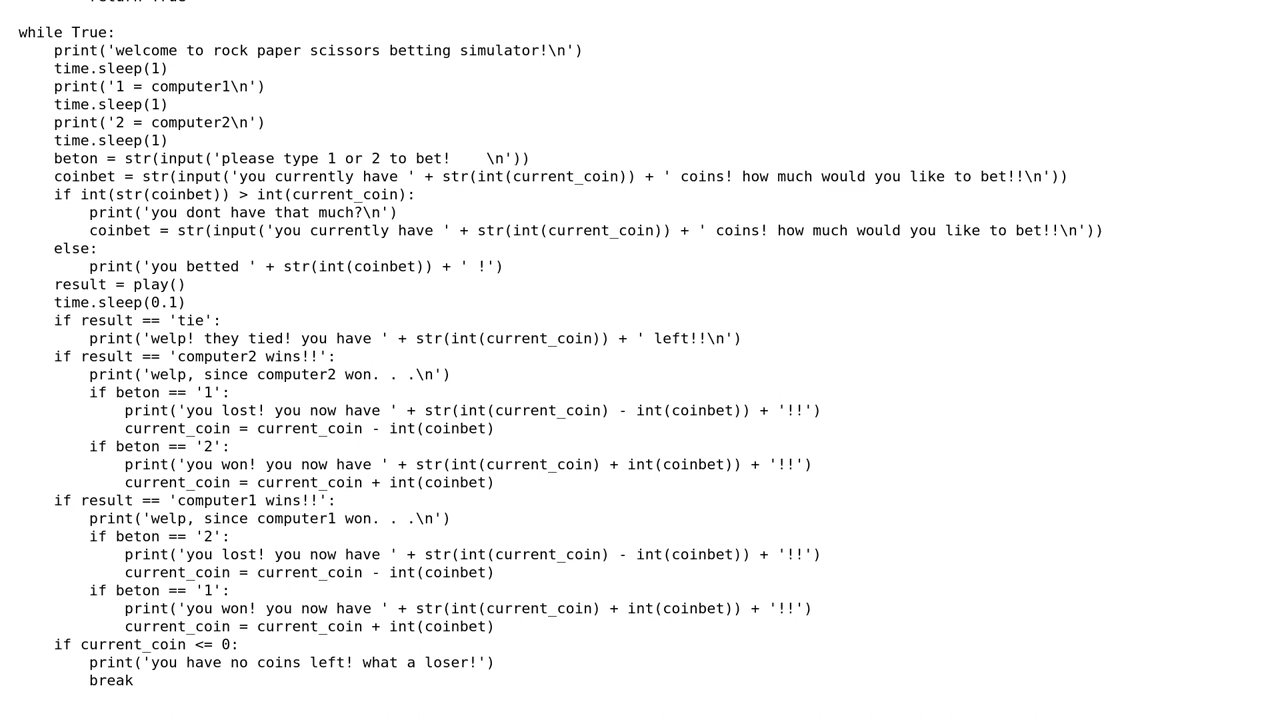 while True:
    print('welcome to rock paper scissors betting simulator!\n')
    time.sleep(1)
    print('1 = computer1\n')
    time.sleep(1)
    print('2 = computer2\n')
    time.sleep(1)
    beton = str(input('please type 1 or 2 to bet!    \n'))
    coinbet = str(input('you currently have ' + str(int(current_coin)) + ' coins! how much would you like to bet!!\n'))
    if int(str(coinbet)) > int(current_coin):
        print('you dont have that much?\n')
        coinbet = str(input('you currently have ' + str(int(current_coin)) + ' coins! how much would you like to bet!!\n'))
    else:
        print('you betted ' + str(int(coinbet)) + ' !')
    result = play()
    time.sleep(0.1)
    if result == 'tie':
        print('welp! they tied! you have ' + str(int(current_coin)) + ' left!!\n')
    if result == 'computer2 wins!!':
        print('welp, since computer2 won. . .\n')
        if beton == '1':
            print('you lost! you now have ' + str(int(current_coin) - int(coinbet)) + '!!')
            current_coin = current_coin - int(coinbet)
        if beton == '2':
            print('you won! you now have ' + str(int(current_coin) + int(coinbet)) + '!!')
            current_coin = current_coin + int(coinbet)
    if result == 'computer1 wins!!':
        print('welp, since computer1 won. . .\n')
        if beton == '2':
            print('you lost! you now have ' + str(int(current_coin) - int(coinbet)) + '!!')
            current_coin = current_coin - int(coinbet)
        if beton == '1':
            print('you won! you now have ' + str(int(current_coin) + int(coinbet)) + '!!')
            current_coin = current_coin + int(coinbet)
    if current_coin <= 0:
        print('you have no coins left! what a loser!')
        break